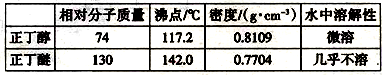 相对分子质量 沸点/℃ 密度/(g·cm⁻³) 水中溶解性
正丁醇 74 117.2 0.8109 微溶
正丁醚 130 142.0 0.7704 几乎不溶